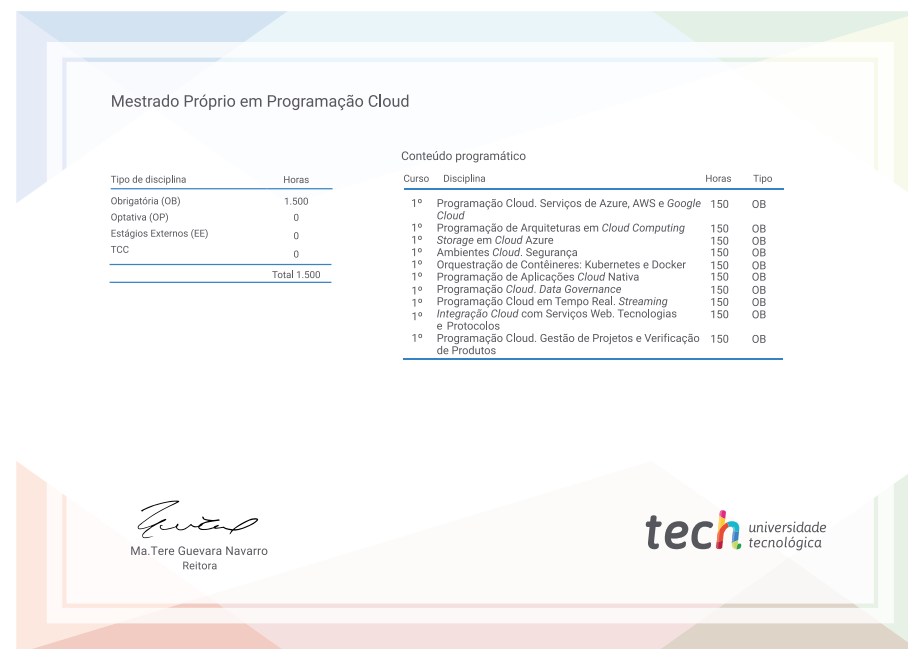 Mestrado Próprio em Programação Cloud
Tipo de disciplina Horas
Obrigatória (OB) 1.500
Optativa (OP) 0
Estágios Externos (EE) 0
TCC 0
Total 1.500
Conteúdo programático
Curso Disciplina Horas Tipo
1º Programação Cloud. Serviços de Azure, AWS e Google 150 OB
Cloud
1º Programação de Arquiteturas em Cloud Computing 150 OB
1º Storage em Cloud Azure 150 OB
1º Ambientes Cloud. Segurança 150 OB
1º Orquestração de Contêineres: Kubernetes e Docker 150 OB
1º Programação de Aplicações Cloud Nativa 150 OB
1º Programação Cloud. Data Governance 150 OB
1º Programação Cloud em Tempo Real. Streaming 150 OB
1º Integração Cloud com Serviços Web. Tecnologias 150 OB
e Protocolos
1º Programação Cloud. Gestão de Projetos e Verificação 150 OB
de Produtos
Ma.Tere Guevara Navarro
Reitora
tech universidade
tecnológica